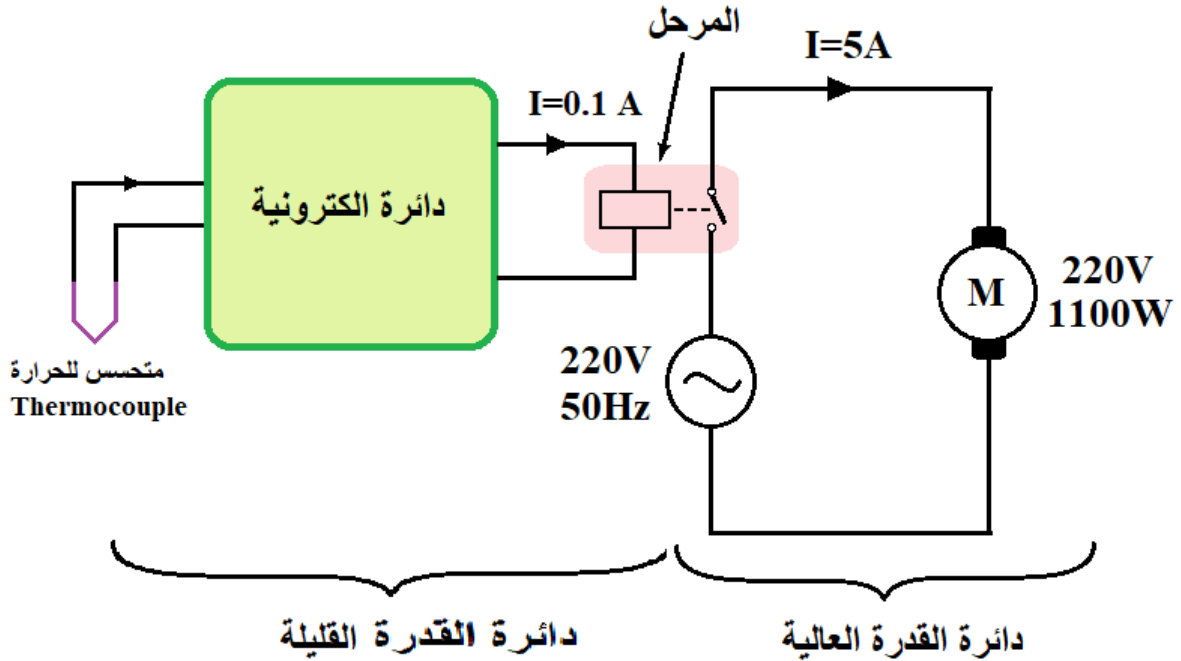 المرحل
I=5A
I=0.1 A
دائرة الكترونية
متحسس للحرارة
Thermocouple
220V
50Hz
M
220V
1100W
دائرة القدرة القليلة
دائرة القدرة العالية